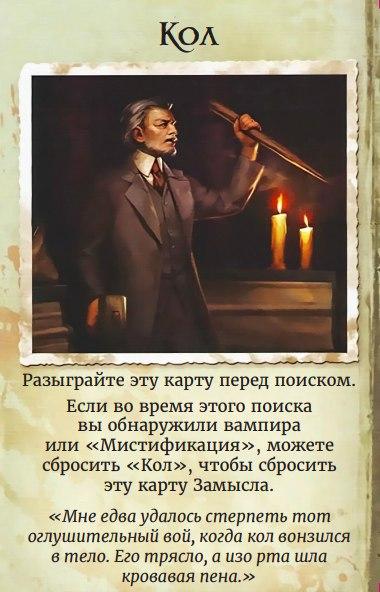 Кол
Разыграйте эту карту перед поиском.
Если во время этого поиска
вы обнаружили вампира
или «Мистификация», можете
сбросить «Кол», чтобы сбросить
эту карту Замысла.
«Мне едва удалось стерпеть тот
оглушительный вой, когда кол вонзился
в тело. Его трясло, а изо рта шла
кровавая пена.»